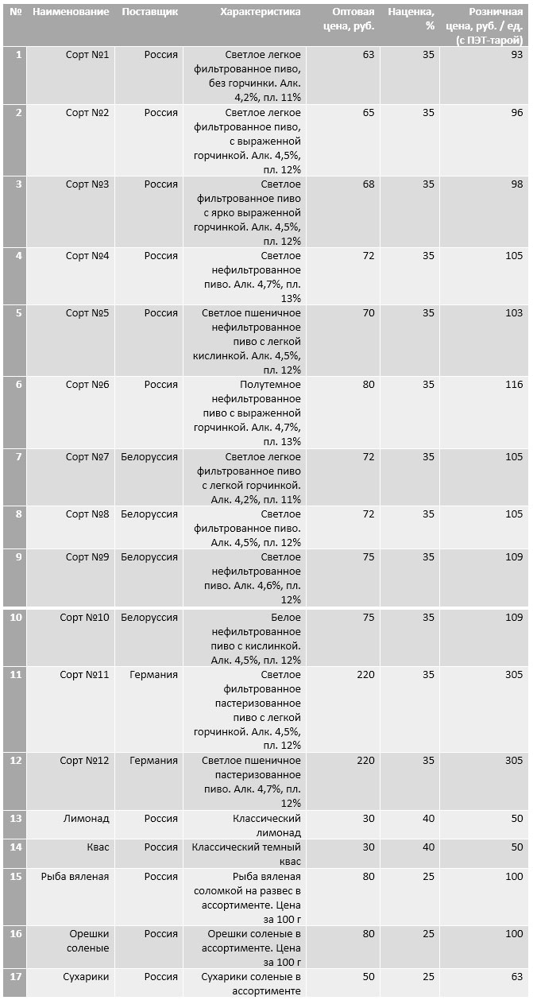 № Наименование Поставщик Характеристика Оптовая цена, руб. Наценка, % Розничная цена, руб. / ед. (с ПЭТ-тарой)
1 Сорт №1 Россия Светлое легкое фильтрованное пиво, без горчинки. Алк. 4,2%, пл. 11% 63 35 93
2 Сорт №2 Россия Светлое легкое фильтрованное пиво, с выраженной горчинкой. Алк. 4,5%, пл. 12% 65 35 96
3 Сорт №3 Россия Светлое фильтрованное пиво с ярко выраженной горчинкой. Алк. 4,5%, пл. 12% 68 35 98
4 Сорт №4 Россия Светлое нефильтрованное пиво. Алк. 4,7%, пл. 13% 72 35 105
5 Сорт №5 Россия Светлое пшеничное нефильтрованное пиво с легкой кислинкой. Алк. 4,5%, пл. 12% 70 35 103
6 Сорт №6 Россия Полутемное нефильтрованное пиво с выраженной горчинкой. Алк. 4,7%, пл. 13% 80 35 116
7 Сорт №7 Белоруссия Светлое легкое фильтрованное пиво с легкой горчинкой. Алк. 4,2%, пл. 11% 72 35 105
8 Сорт №8 Белоруссия Светлое фильтрованное пиво. Алк. 4,5%, пл. 12% 72 35 105
9 Сорт №9 Белоруссия Светлое нефильтрованное пиво. Алк. 4,6%, пл. 12% 75 35 109
10 Сорт №10 Белоруссия Белое нефильтрованное пиво с кислинкой. Алк. 4,5%, пл. 12% 75 35 109
11 Сорт №11 Германия Светлое фильтрованное пастеризованное пиво с легкой горчинкой. Алк. 4,5%, пл. 12% 220 35 305
12 Сорт №12 Германия Светлое пшеничное пастеризованное пиво. Алк. 4,7%, пл. 12% 220 35 305
13 Лимонад Россия Классический лимонад 30 40 50
14 Квас Россия Классический темный квас 30 40 50
15 Рыба вяленая Россия Рыба вяленая соломкой на развес в ассортименте. Цена за 100 г 80 25 100
16 Орешки соленые Россия Орешки соленые в ассортименте. Цена за 100 г 80 25 100
17 Сухарики Россия Сухарики соленые в ассортименте 50 25 63